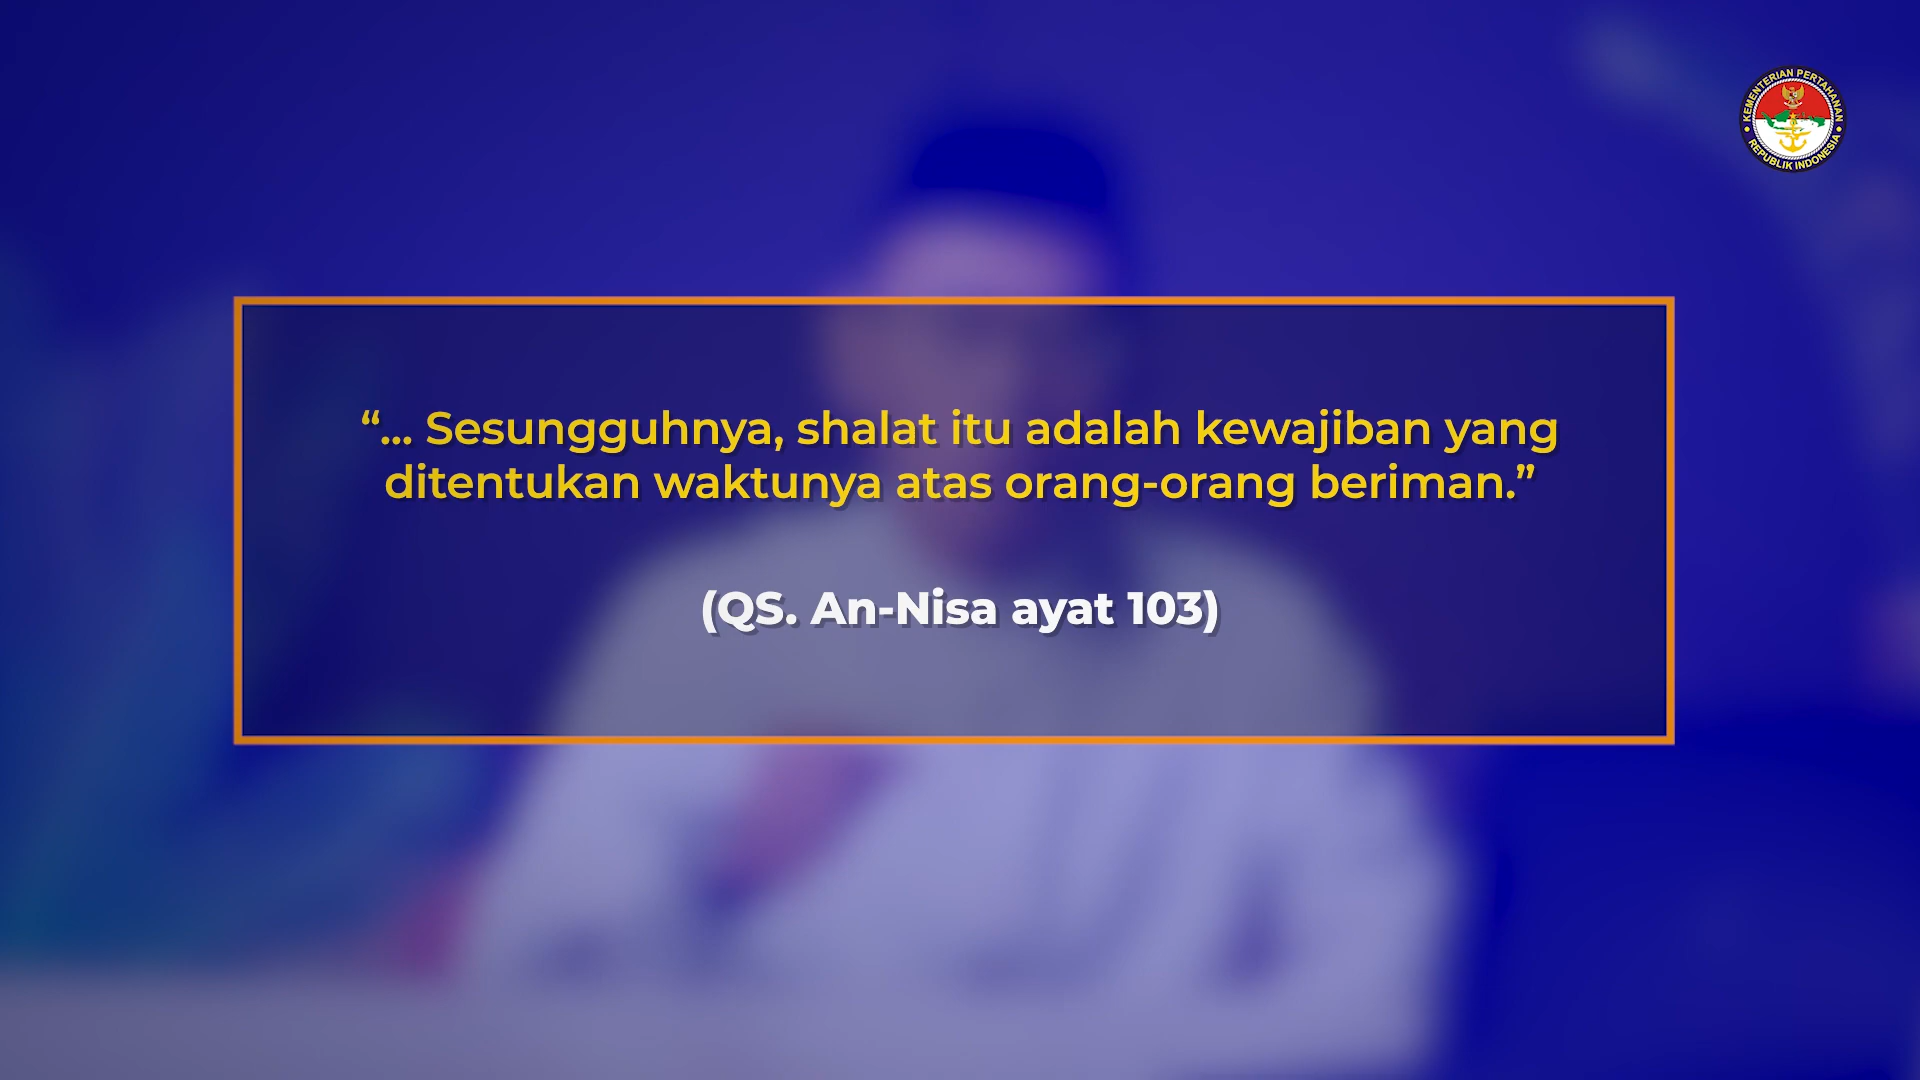 KEMENTERIAN PERTAHANAN
REPUBLIK INDONESIA
“... Sesungguhnya, shalat itu adalah kewajiban yang
ditentukan waktunya atas orang-orang beriman.”
(QS. An-Nisa ayat 103)